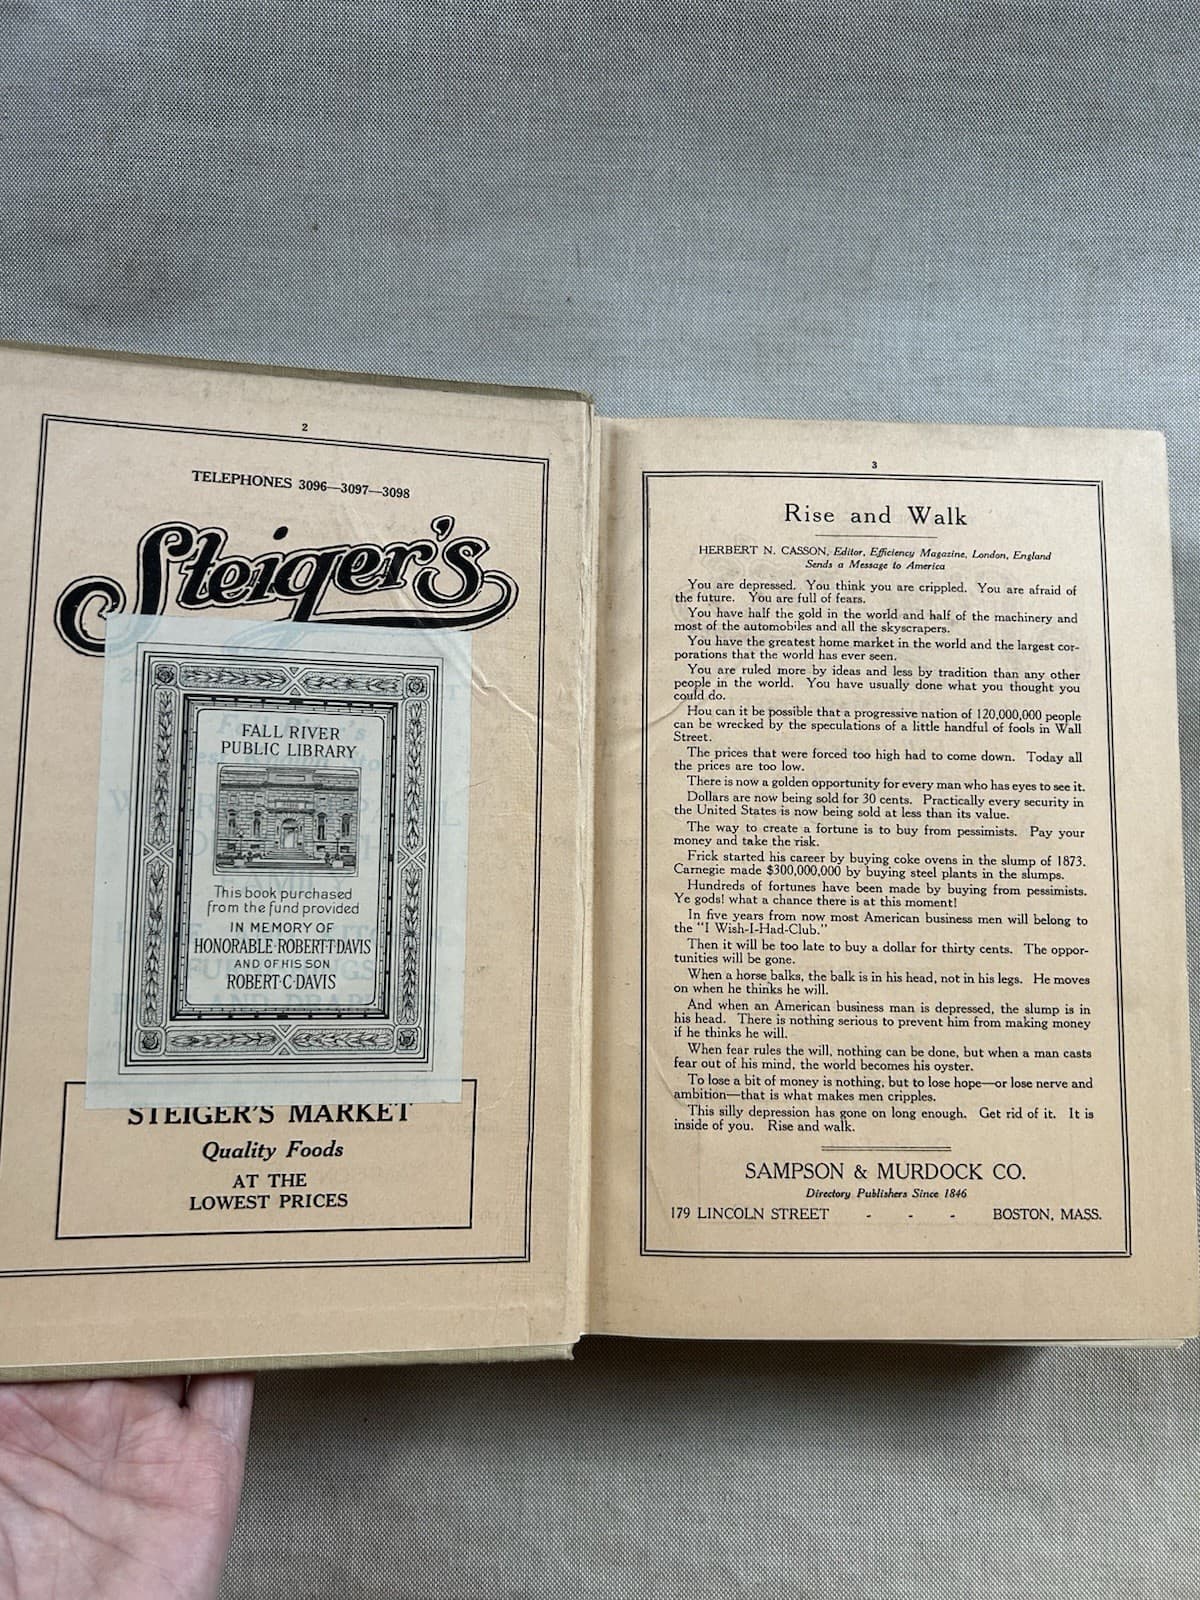 2
TELEPHONES 3096—3097—3098
Steiger's
FALL RIVER
PUBLIC LIBRARY
This book purchased
from the fund provided
IN MEMORY OF
HONORABLE·ROBERT·T·DAVIS
AND OF HIS SON
ROBERT·C·DAVIS
STEIGER'S MARKET
Quality Foods
AT THE
LOWEST PRICES
3
Rise and Walk
HERBERT N. CASSON, Editor, Efficiency Magazine, London, England
Sends a Message to America
You are depressed. You think you are crippled. You are afraid of
the future. You are full of fears.
You have half the gold in the world and half of the machinery and
most of the automobiles and all the skyscrapers.
You have the greatest home market in the world and the largest cor-
porations that the world has ever seen.
You are ruled more by ideas and less by tradition than any other
people in the world. You have usually done what you thought you
could do.
Hou can it be possible that a progressive nation of 120,000,000 people
can be wrecked by the speculations of a little handful of fools in Wall
Street.
The prices that were forced too high had to come down. Today all
the prices are too low.
There is now a golden opportunity for every man who has eyes to see it.
Dollars are now being sold for 30 cents. Practically every security in
the United States is now being sold at less than its value.
The way to create a fortune is to buy from pessimists. Pay your
money and take the risk.
Frick started his career by buying coke ovens in the slump of 1873.
Carnegie made $300,000,000 by buying steel plants in the slumps.
Hundreds of fortunes have been made by buying from pessimists.
Ye gods! what a chance there is at this moment!
In five years from now most American business men will belong to
the "I Wish-I-Had-Club."
Then it will be too late to buy a dollar for thirty cents. The oppor-
tunities will be gone.
When a horse balks, the balk is in his head, not in his legs. He moves
on when he thinks he will.
And when an American business man is depressed, the slump is in
his head. There is nothing serious to prevent him from making money
if he thinks he will.
When fear rules the will, nothing can be done, but when a man casts
fear out of his mind, the world becomes his oyster.
To lose a bit of money is nothing, but to lose hope—or lose nerve and
ambition—that is what makes men cripples.
This silly depression has gone on long enough. Get rid of it. It is
inside of you. Rise and walk.
SAMPSON & MURDOCK CO.
Directory Publishers Since 1846
179 LINCOLN STREET - - - BOSTON, MASS.